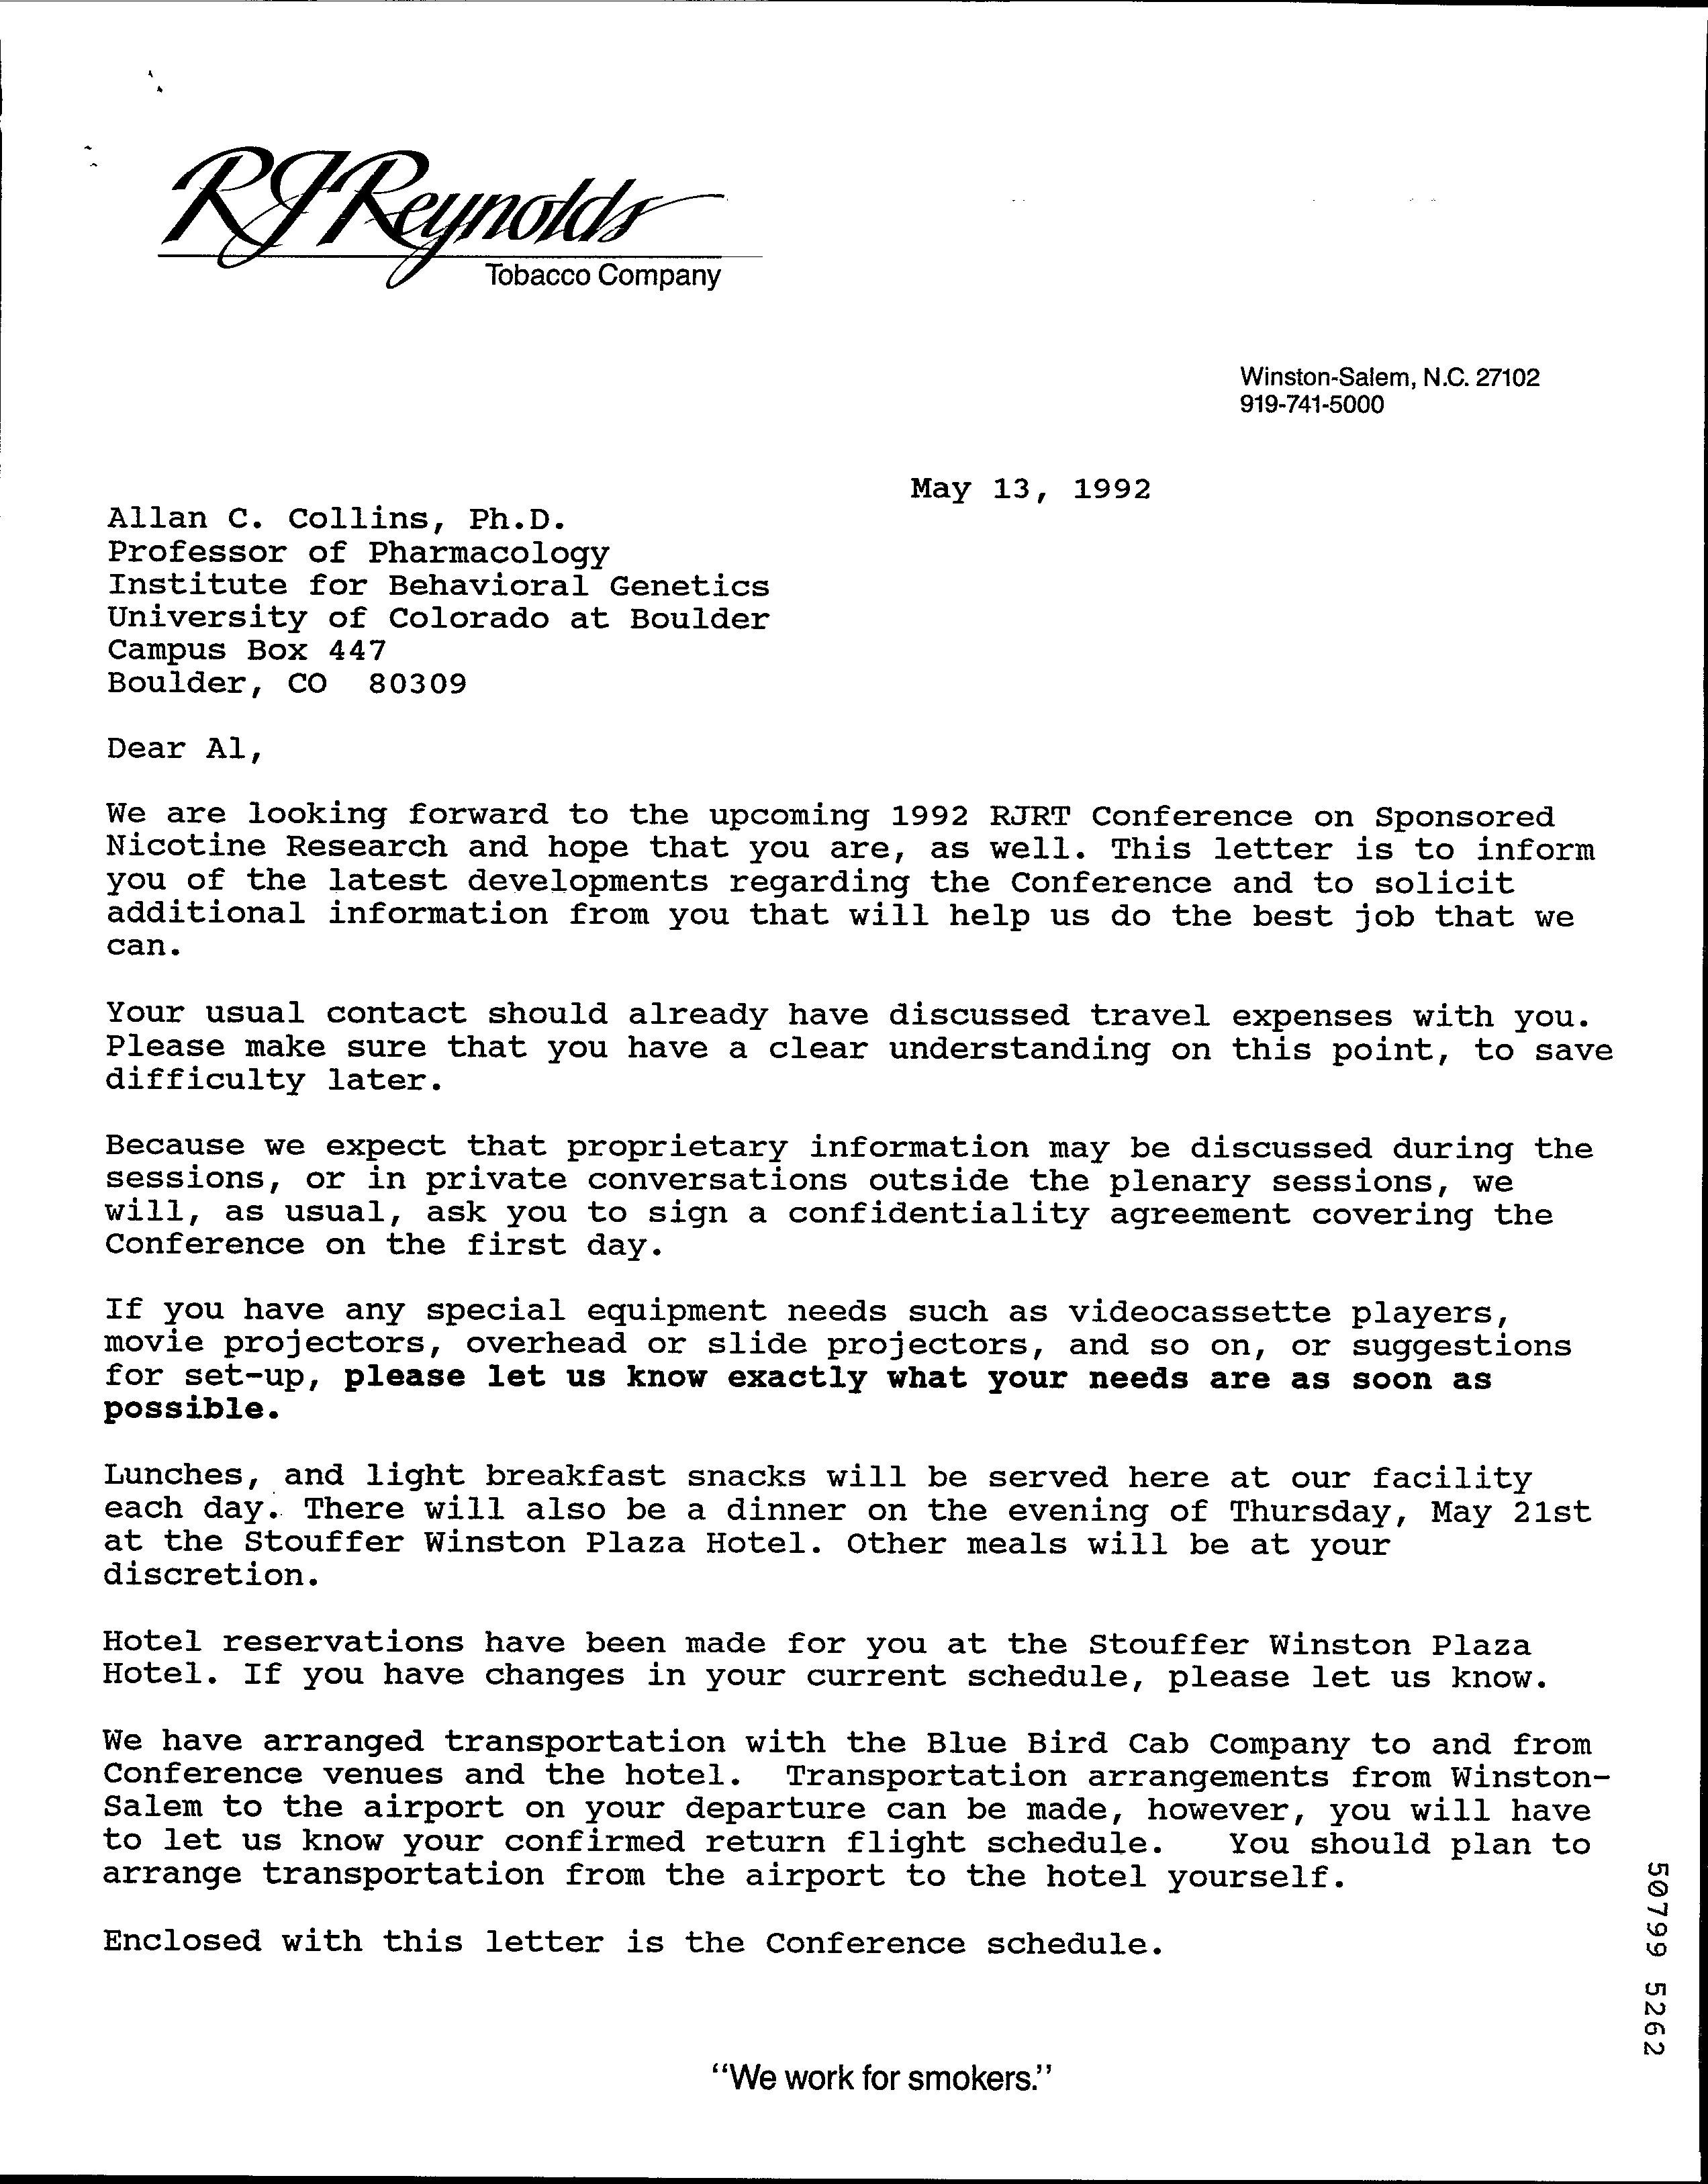 RJReynolds
Tobacco Company
Winston-Salem, N.C. 27102
919-741-5000
May 13, 1992
Allan C. Collins, Ph.D.
Professor of Pharmacology
Institute for Behavioral Genetics
University of Colorado at Boulder
Campus Box 447
Boulder, CO  80309
Dear Al,
We are looking forward to the upcoming 1992 RJRT Conference on Sponsored
Nicotine Research and hope that you are, as well. This letter is to inform
you of the latest developments regarding the Conference and to solicit
additional information from you that will help us do the best job that we
can.
Your usual contact should already have discussed travel expenses with you.
Please make sure that you have a clear understanding on this point, to save
difficulty later.
Because we expect that proprietary information may be discussed during the
sessions, or in private conversations outside the plenary sessions, we
will, as usual, ask you to sign a confidentiality agreement covering the
Conference on the first day.
If you have any special equipment needs such as videocassette players,
movie projectors, overhead or slide projectors, and so on, or suggestions
for set-up, please let us know exactly what your needs are as soon as
possible.
Lunches, and light breakfast snacks will be served here at our facility
each day. There will also be a dinner on the evening of Thursday, May 21st
at the Stouffer Winston Plaza Hotel. Other meals will be at your
discretion.
Hotel reservations have been made for you at the Stouffer Winston Plaza
Hotel. If you have changes in your current schedule, please let us know.
We have arranged transportation with the Blue Bird Cab Company to and from
Conference venues and the hotel.  Transportation arrangements from Winston-
Salem to the airport on your departure can be made, however, you will have
to let us know your confirmed return flight schedule.   You should plan to
arrange transportation from the airport to the hotel yourself.
Enclosed with this letter is the Conference schedule.
"We work for smokers."
50799 5262